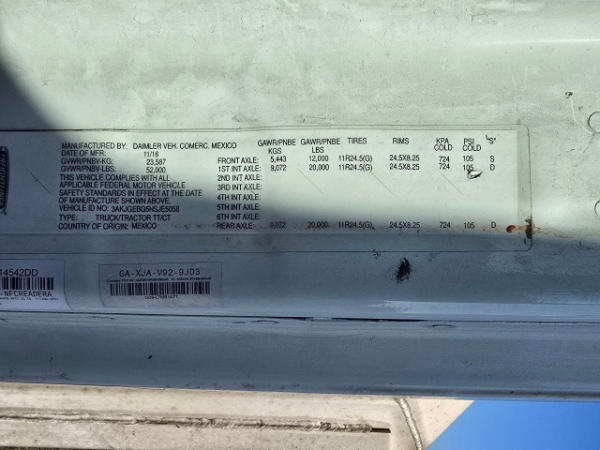 MANUFACTURED BY: DAIMLER VEH. COMERC. MEXICO
DATE OF MFR: 11/16
GVWR/PNBV-KG: 23,587
GVWR/PNBV-LBS: 52,000
THIS VEHICLE COMPLIES WITH ALL
APPLICABLE FEDERAL MOTOR VEHICLE
SAFETY STANDARDS IN EFFECT AT THE DATE
OF MANUFACTURE SHOWN ABOVE.
VEHICLE ID NO: 3AKJGEBG5HSJE5058
TYPE: TRUCK/TRACTOR TT/CT
COUNTRY OF ORIGIN: MEXICO
GAWR/PNBE GAWR/PNBE TIRES RIMS KPA PSI "S"
KGS LBS COLD COLD
FRONT AXLE: 5,443 12,000 11R24.5(G) 24.5X8.25 724 105 S
1ST INT AXLE: 9,072 20,000 11R24.5(G) 24.5X8.25 724 105 D
2ND INT AXLE:
3RD INT AXLE:
4TH INT AXLE:
5TH INT AXLE:
6TH INT AXLE:
REAR AXLE: 9,072 20,000 11R24.5(G) 24.5X8.25 724 105 D
14542DD
-NFCREADERA
GA-XJA-V92-9JD3